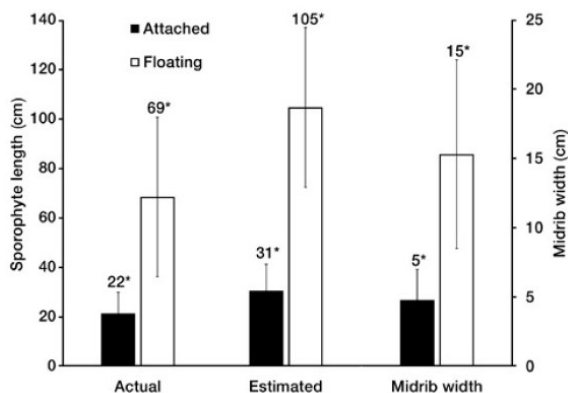 140
120
100
80
60
40
20
0
Sporophyte length (cm)
Attached
Floating
22*
69*
31*
105*
5*
15*
25
20
15
10
5
0
Midrib width (cm)
Actual
Estimated
Midrib width